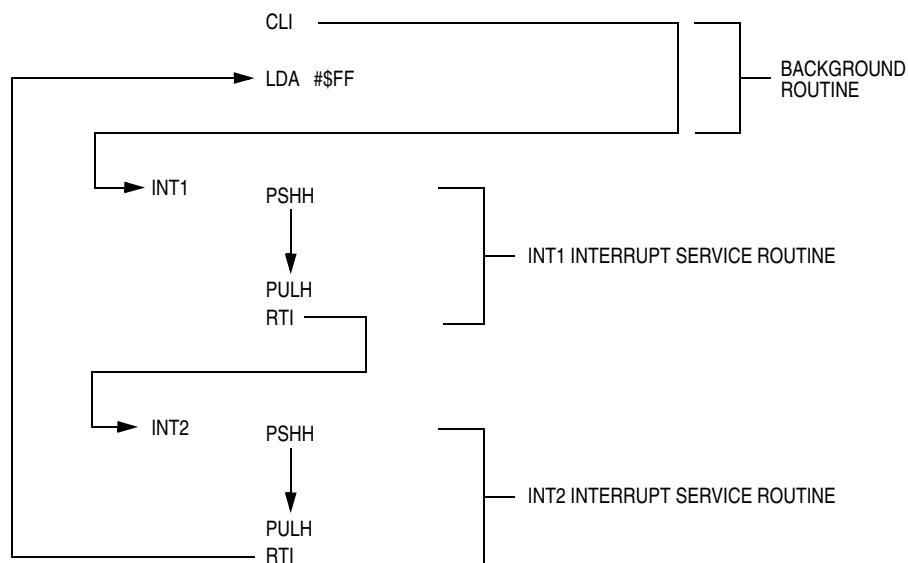 CLI
LDA #$FF
BACKGROUND
ROUTINE
INT1
PSHH
INT1 INTERRUPT SERVICE ROUTINE
PULH
RTI
INT2
PSHH
INT2 INTERRUPT SERVICE ROUTINE
PULH
RTI